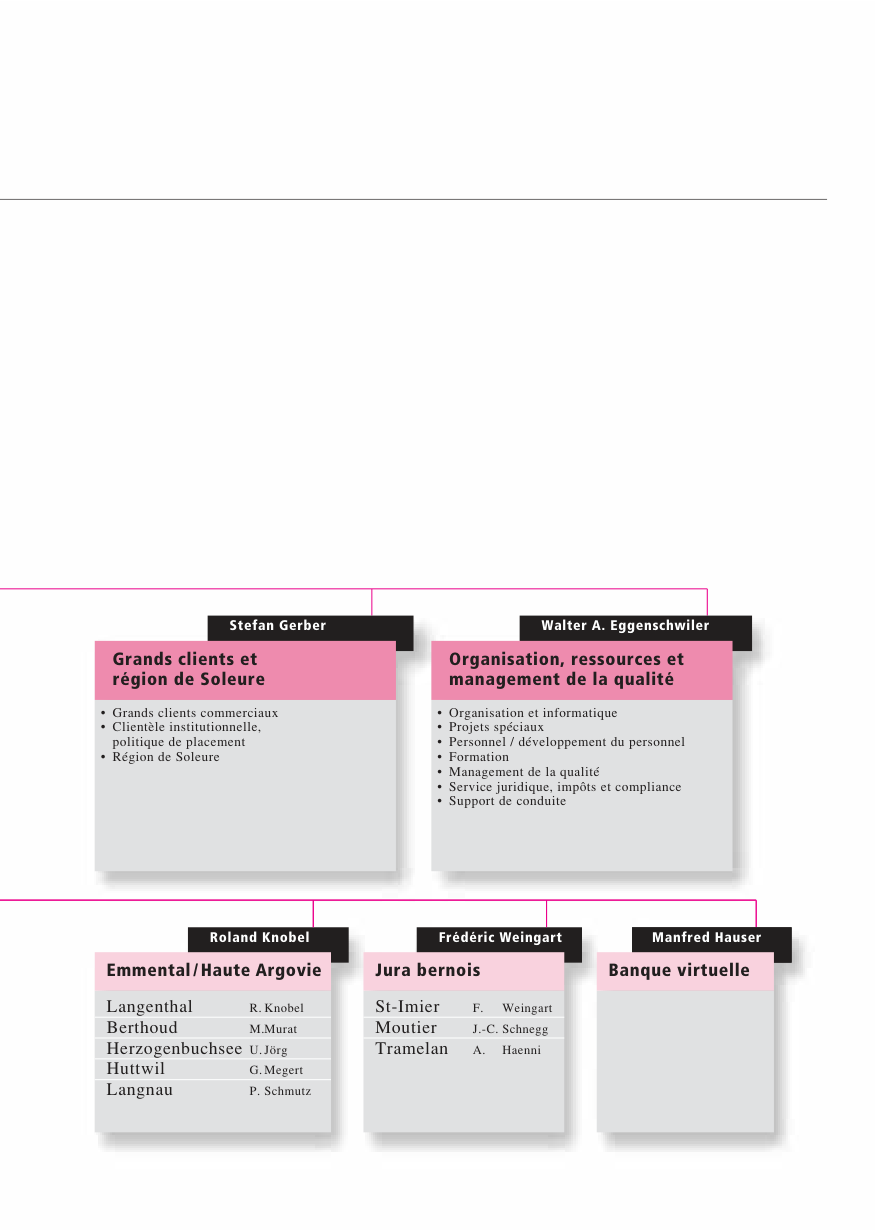 Stefan Gerber
Grands clients et
région de Soleure
• Grands clients commerciaux
• Clientèle institutionnelle,
politique de placement
• Région de Soleure
Walter A. Eggenschwiler
Organisation, ressources et
management de la qualité
• Organisation et informatique
• Projets spéciaux
• Personnel / développement du personnel
• Formation
• Management de la qualité
• Service juridique, impôts et compliance
• Support de conduite
Roland Knobel
Emmental/Haute Argovie
Langenthal R. Knobel
Berthoud M.Murat
Herzogenbuchsee U. Jörg
Huttwil G. Megert
Langnau P. Schmutz
Frédéric Weingart
Jura bernois
St-Imier F. Weingart
Moutier J.-C. Schnegg
Tramelan A. Haenni
Manfred Hauser
Banque virtuelle